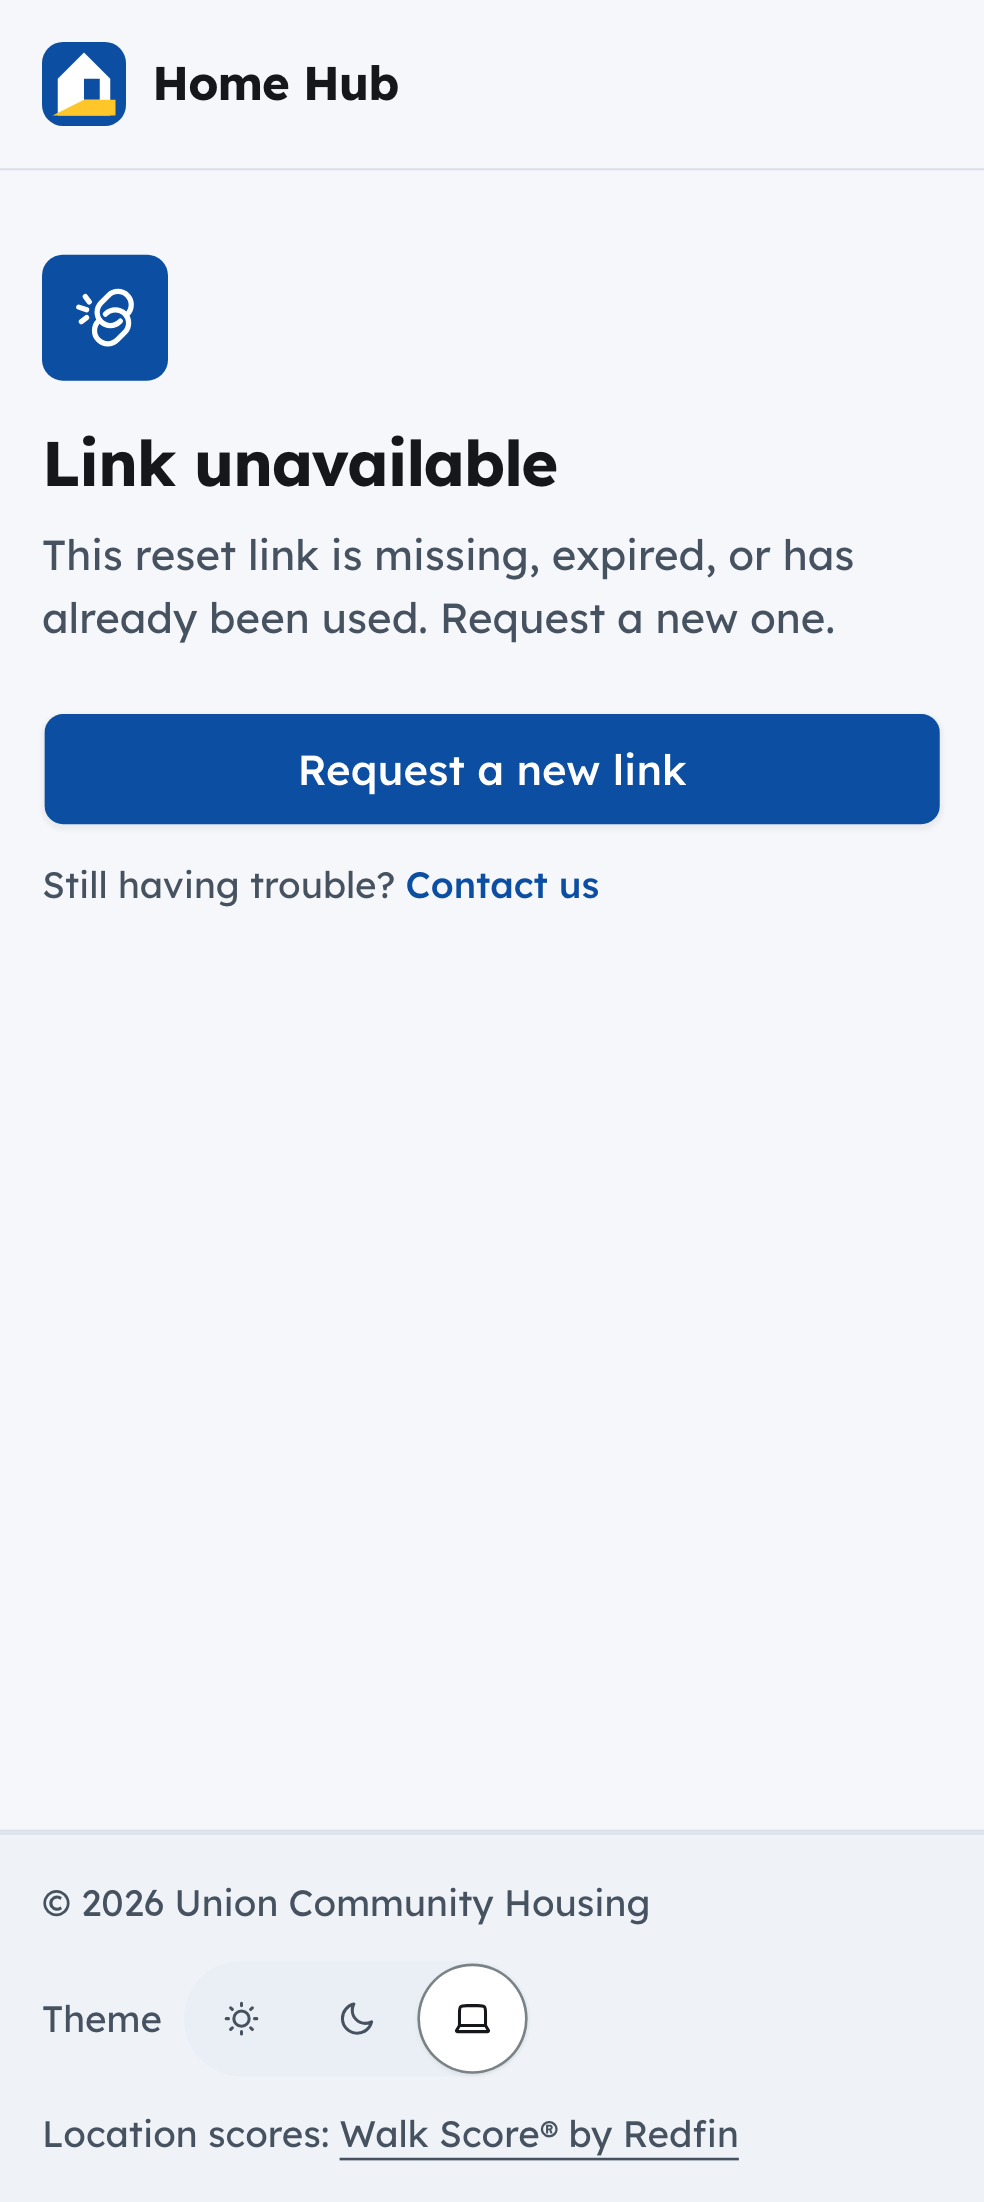 Home Hub
Link unavailable
This reset link is missing, expired, or has
already been used. Request a new one.
Request a new link
Still having trouble? Contact us
© 2026 Union Community Housing
Theme
Location scores: Walk Score® by Redfin